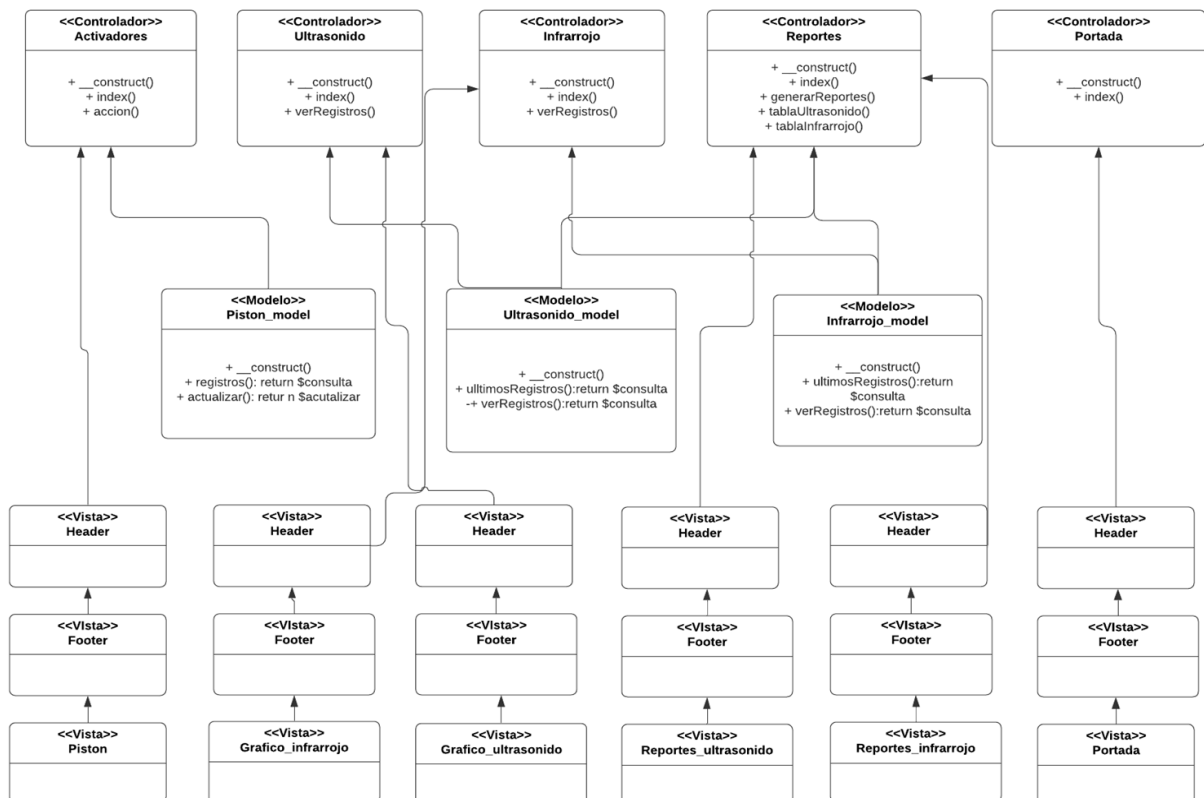 <<Controlador>>
Activadores
+ __construct()
+ index()
+ accion()
<<Controlador>>
Ultrasonido
+ __construct()
+ index()
+ verRegistros()
<<Controlador>>
Infrarrojo
+ __construct()
+ index()
+ verRegistros()
<<Controlador>>
Reportes
+ __construct()
+ index()
+ generarReportes()
+ tablaUltrasonido()
+ tablaInfrarrojo()
<<Controlador>>
Portada
+ __construct()
+ index()
<<Modelo>>
Piston_model
+ __construct()
+ registros(): return $consulta
+ actualizar(): retur n $acutalizar
<<Modelo>>
Ultrasonido_model
+ __construct()
+ ulltimosRegistros():return $consulta
-+ verRegistros():return $consulta
<<Modelo>>
Infrarrojo_model
+ __construct()
+ ultimosRegistros():return
$consulta
+ verRegistros():return $consulta
<<Vista>>
Header
<<Vista>>
Header
<<Vista>>
Header
<<Vista>>
Header
<<Vista>>
Header
<<Vista>>
Header
<<VIsta>>
Footer
<<VIsta>>
Footer
<<VIsta>>
Footer
<<VIsta>>
Footer
<<VIsta>>
Footer
<<VIsta>>
Footer
<<Vista>>
Piston
<<Vista>>
Grafico_infrarrojo
<<Vista>>
Grafico_ultrasonido
<<Vista>>
Reportes_ultrasonido
<<Vista>>
Reportes_infrarrojo
<<Vista>>
Portada